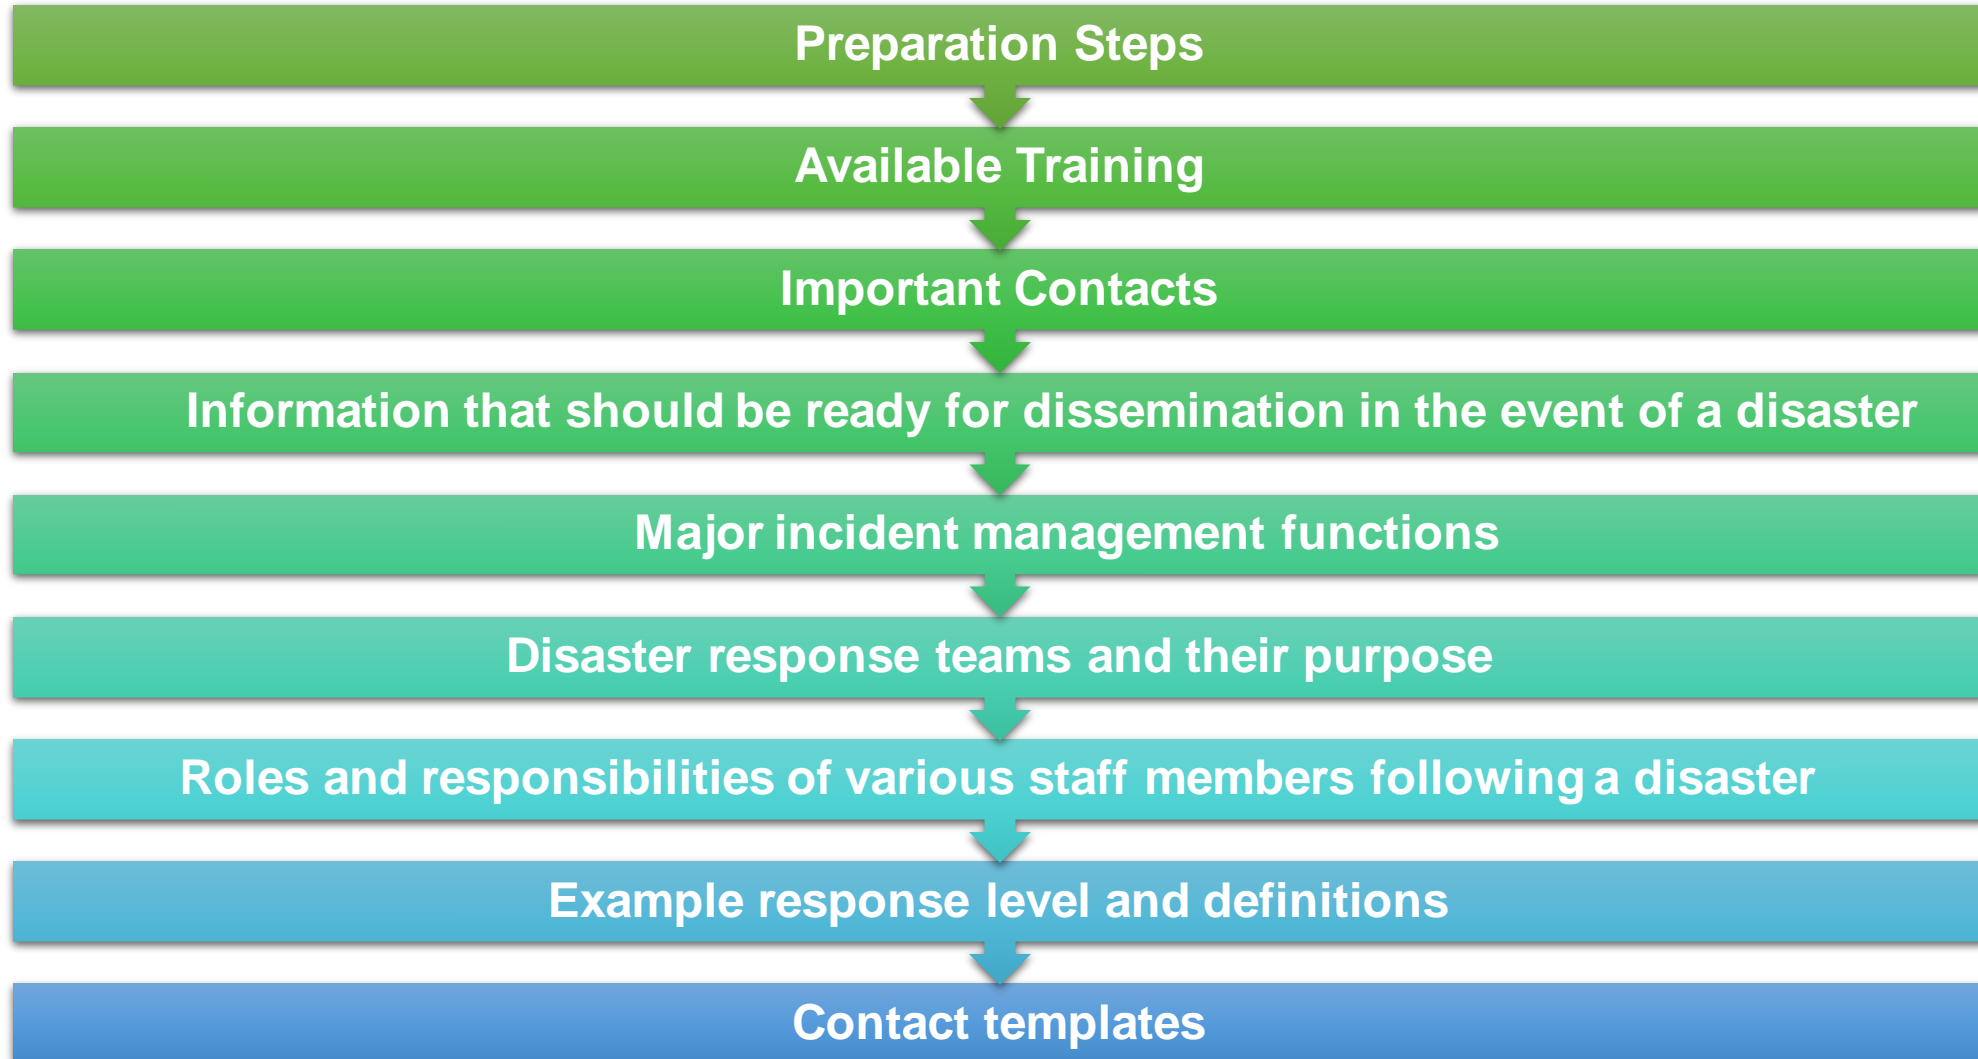 Preparation Steps
Available Training
Important Contacts
Information that should be ready for dissemination in the event of a disaster
Major incident management functions
Disaster response teams and their purpose
Roles and responsibilities of various staff members following a disaster
Example response level and definitions
Contact templates